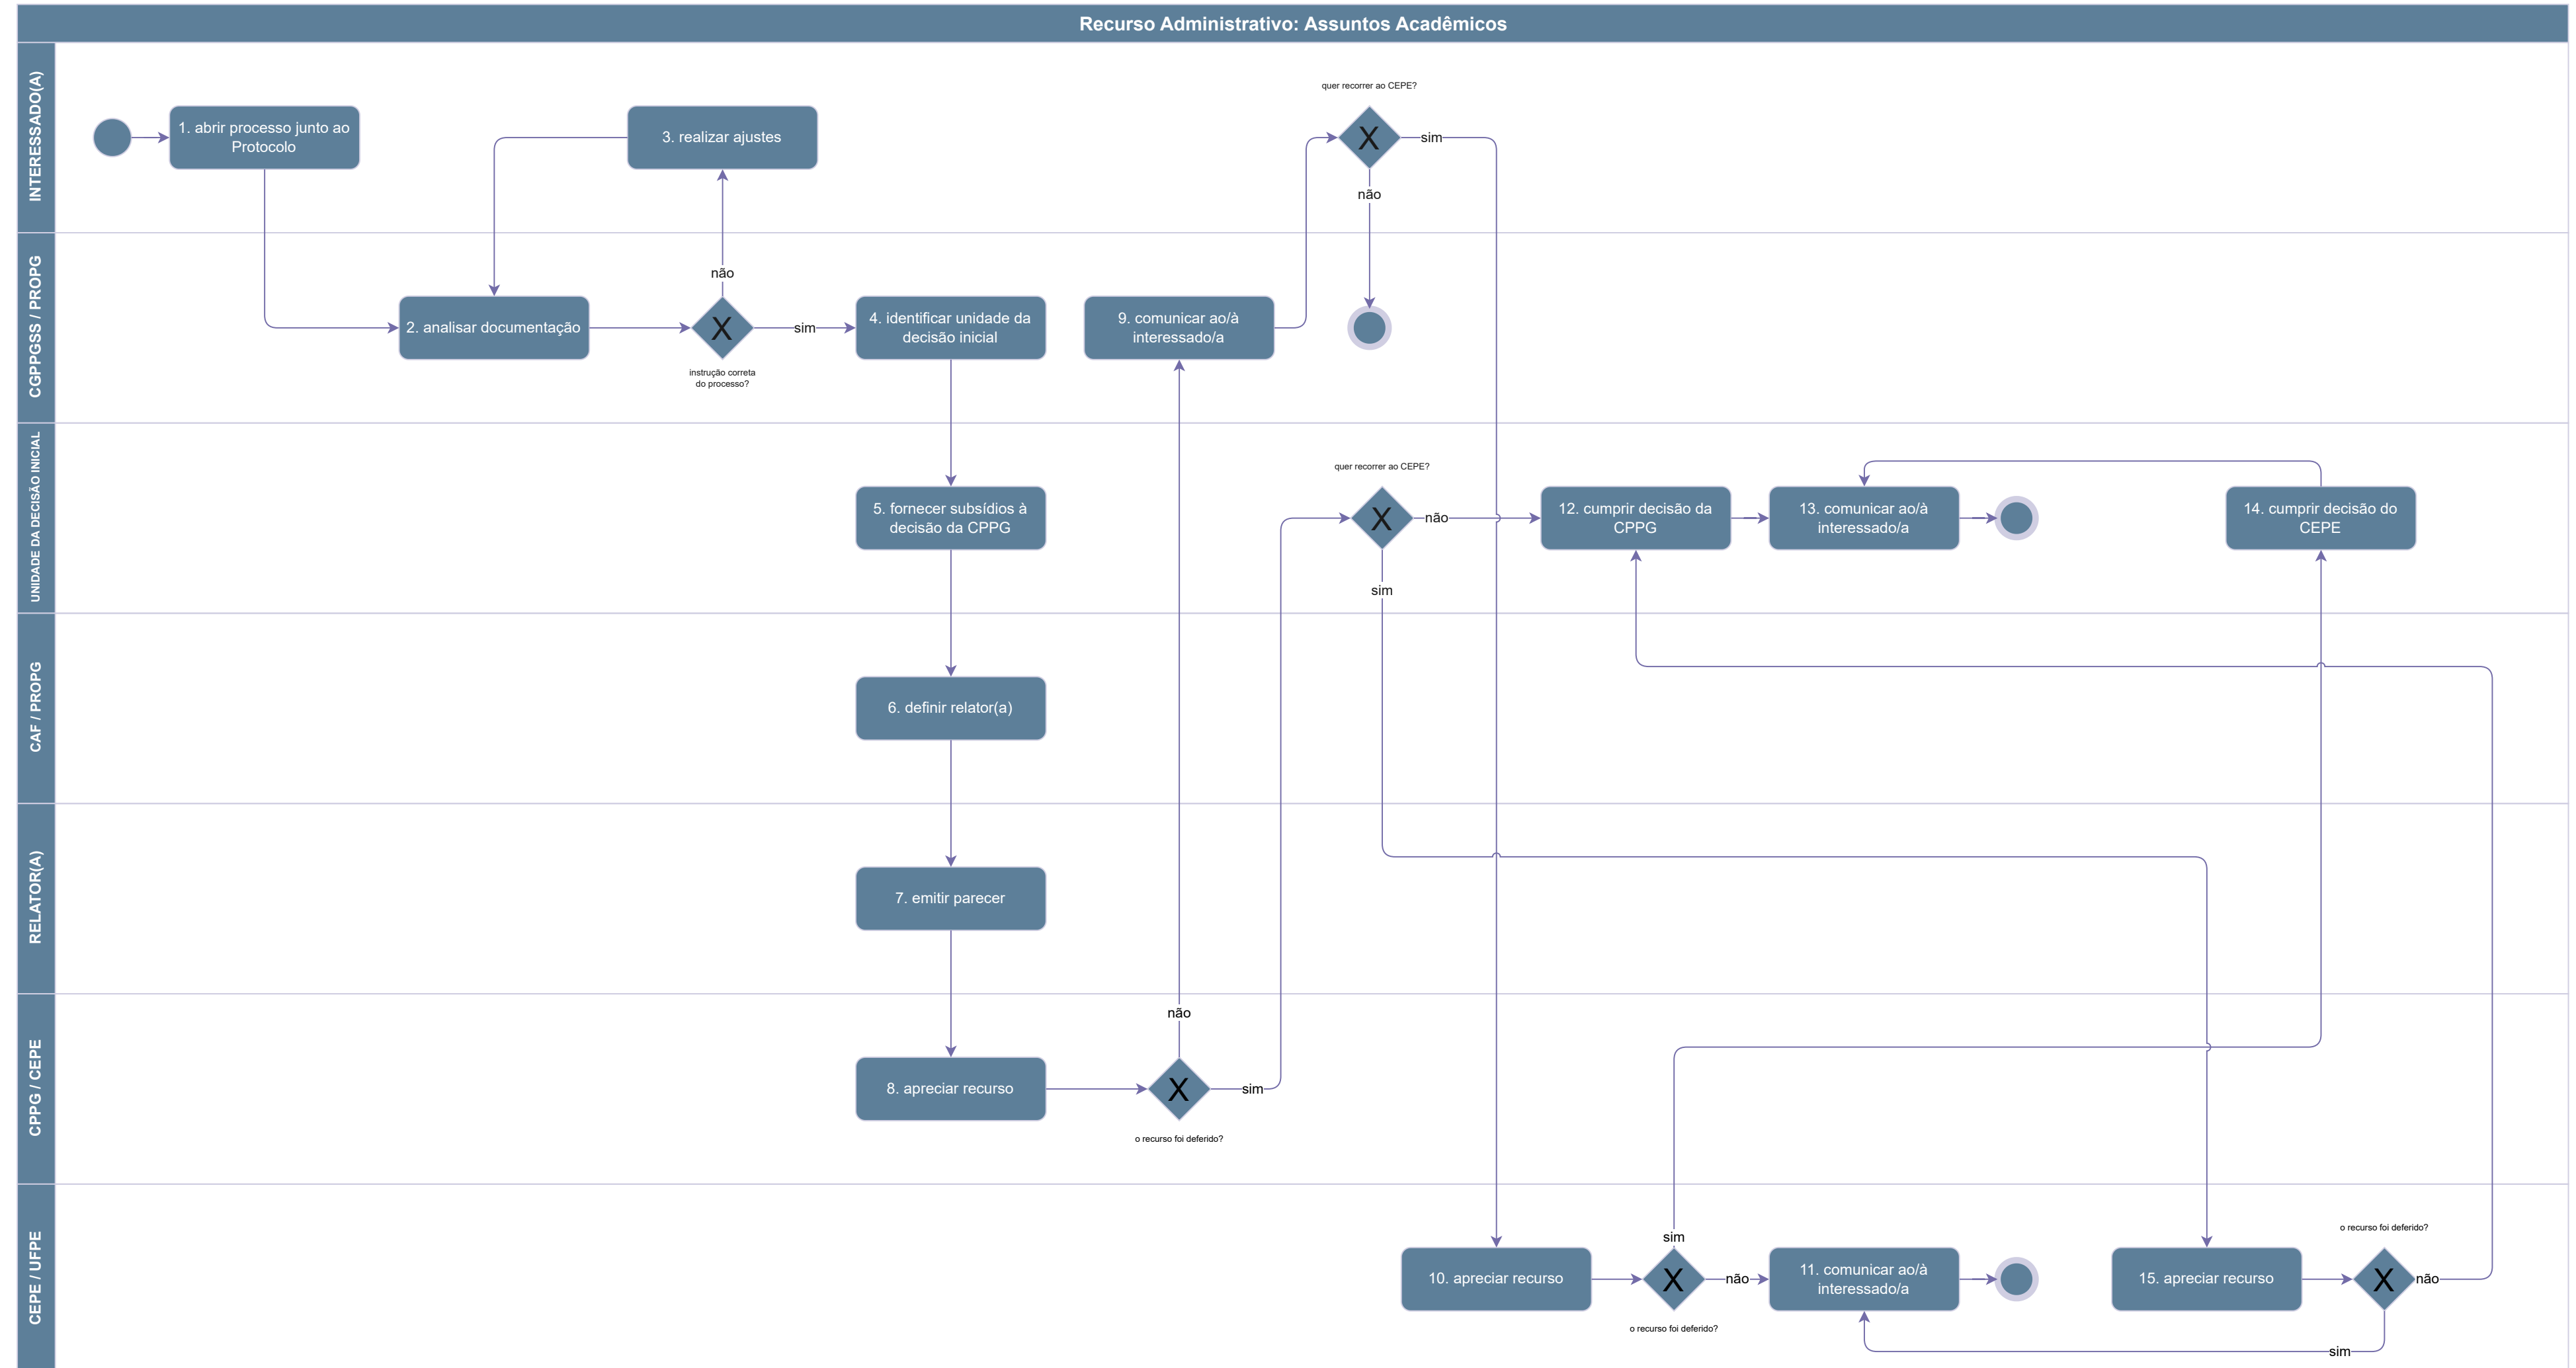 Recurso Administrativo: Assuntos Acadêmicos
INTERESSADO(A)
1. abrir processo junto ao
Protocolo
3. realizar ajustes
quer recorrer ao CEPE?
X
sim
não
CGPPGSS / PROPG
não
2. analisar documentação
X
sim
instrução correta
do processo?
4. identificar unidade da
decisão inicial
9. comunicar ao/à
interessado/a
UNIDADE DA DECISÃO INICIAL
5. fornecer subsídios à
decisão da CPPG
quer recorrer ao CEPE?
X
não
sim
12. cumprir decisão da
CPPG
13. comunicar ao/à
interessado/a
14. cumprir decisão do
CEPE
CAF / PROPG
6. definir relator(a)
RELATOR(A)
7. emitir parecer
CPPG / CEPE
não
8. apreciar recurso
X
sim
o recurso foi deferido?
CEPE / UFPE
10. apreciar recurso
sim
X
não
o recurso foi deferido?
11. comunicar ao/à
interessado/a
15. apreciar recurso
o recurso foi deferido?
X
não
sim